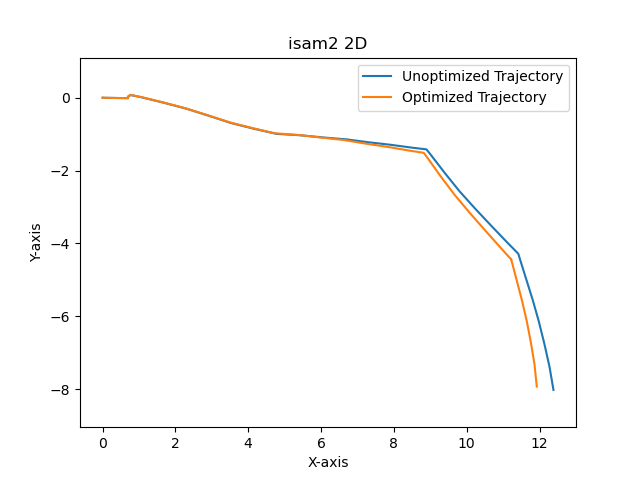 isam2 2D
Unoptimized Trajectory
Optimized Trajectory
0
−2
−4
−6
−8
Y-axis
0 2 4 6 8 10 12
X-axis